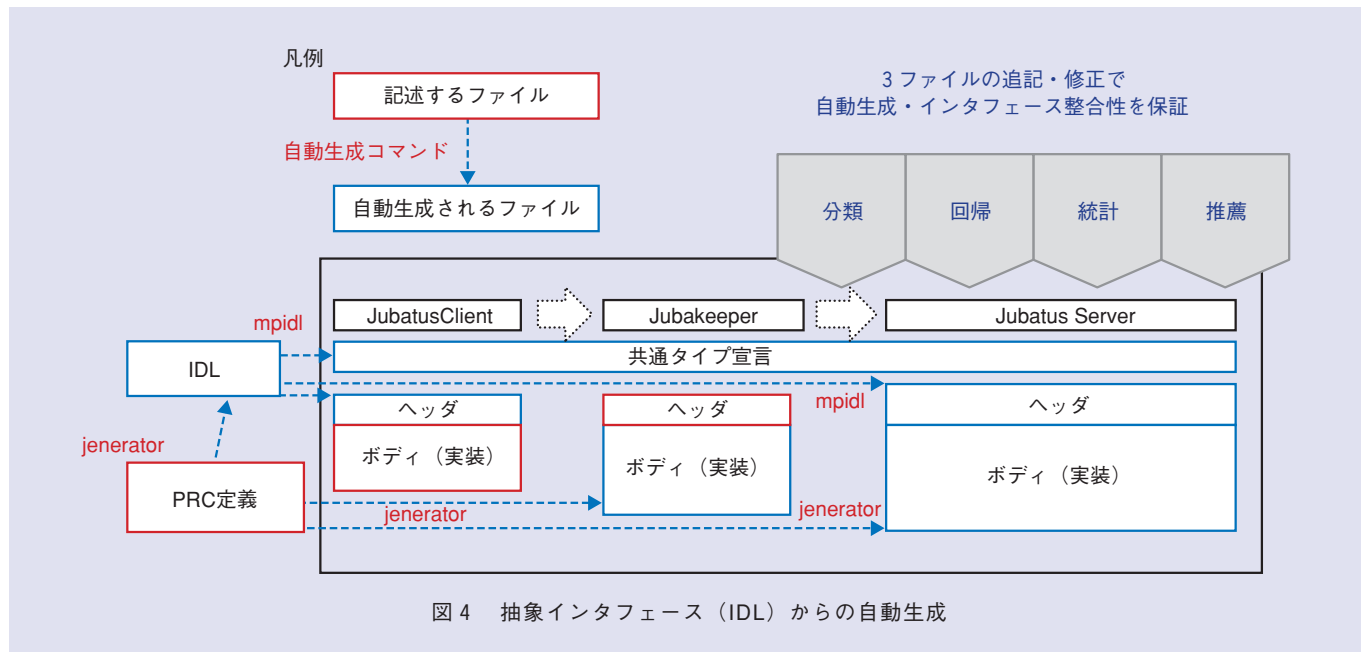 凡例
記述するファイル
自動生成コマンド
自動生成されるファイル
3 ファイルの追記・修正で
自動生成・インタフェース整合性を保証
分類
回帰
統計
推薦
JubatusClient
Jubakeeper
Jubatus Server
mpidl
共通タイプ宣言
IDL
mpidl
ヘッダ
ヘッダ
ヘッダ
jenerator
ボディ（実装）
ボディ（実装）
ボディ（実装）
PRC定義
jenerator
jenerator
図 4　抽象インタフェース（IDL）からの自動生成